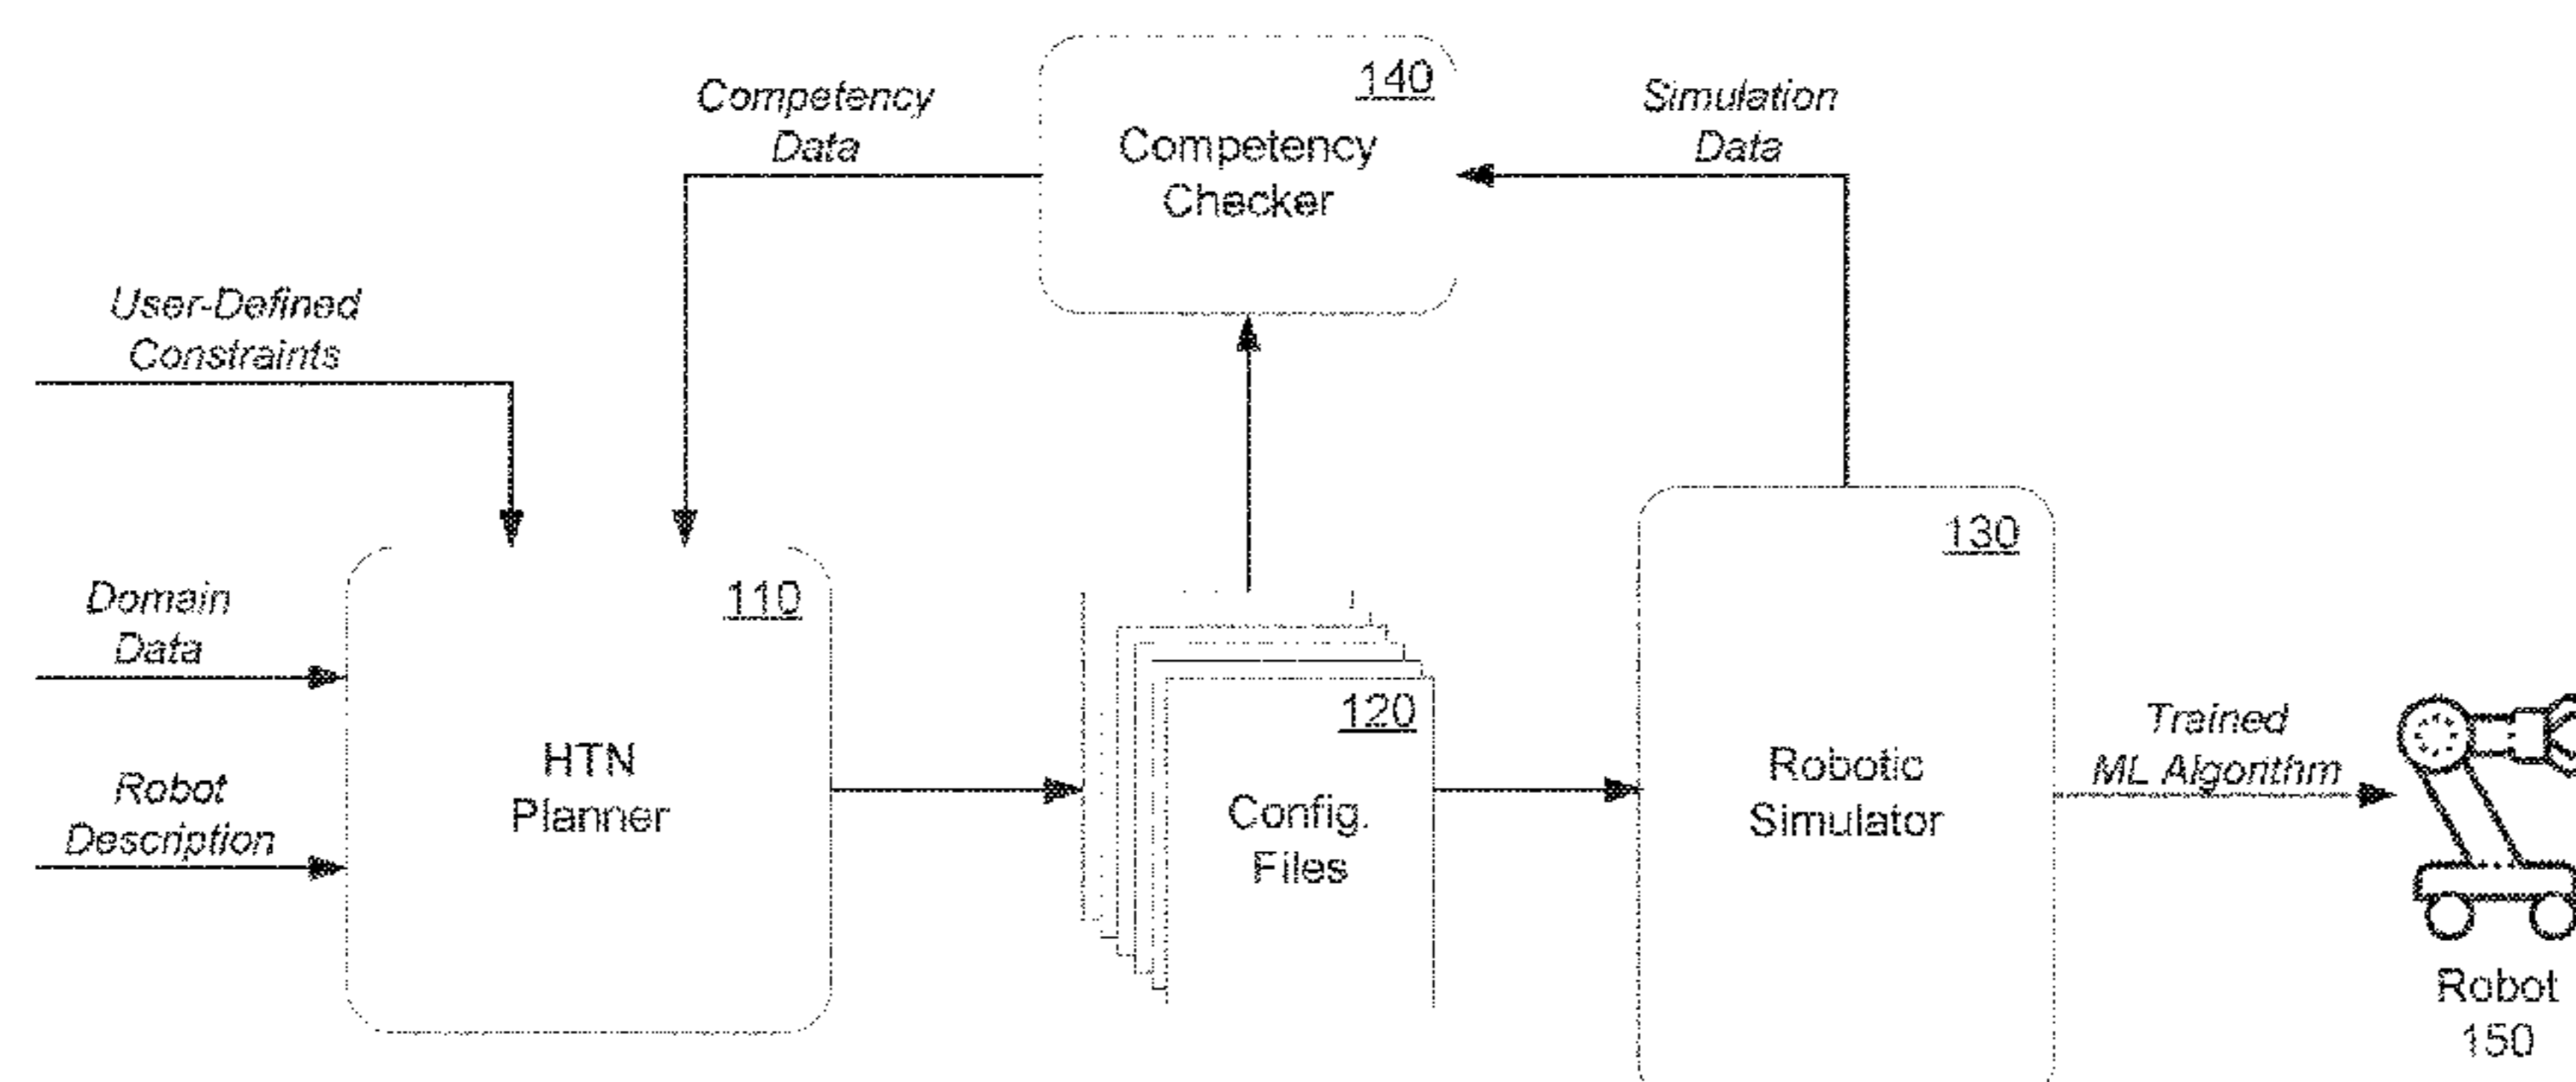 140
Competency
Checker
Competency
Data
Simulation
Data
User-Defined
Constraints
Domain
Data
Robot
Description
110
HTN
Planner
120
Config.
Files
130
Robotic
Simulator
Trained
ML Algorithm
Robot
150